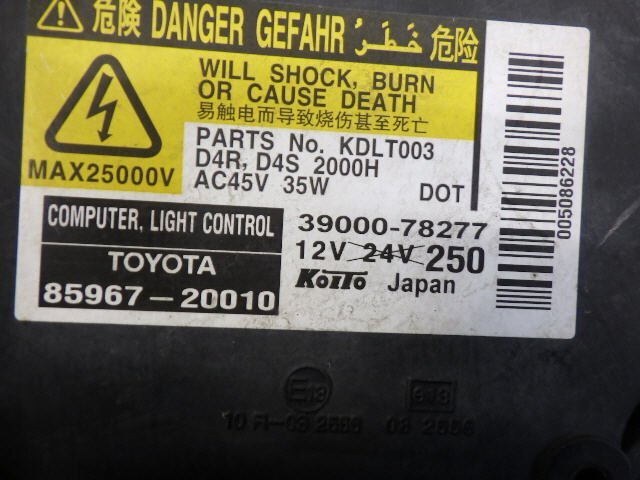 危険 DANGER GEFAHR خَطَرٌ 危险
WILL SHOCK, BURN
OR CAUSE DEATH
易触电而导致烧伤甚至死亡
MAX25000V
PARTS No. KDLT003
D4R, D4S 2000H
AC45V 35W DOT
COMPUTER, LIGHT CONTROL
TOYOTA
85967-20010
39000-78277
12V 24V 250
Koito Japan
005086228
E13
e13